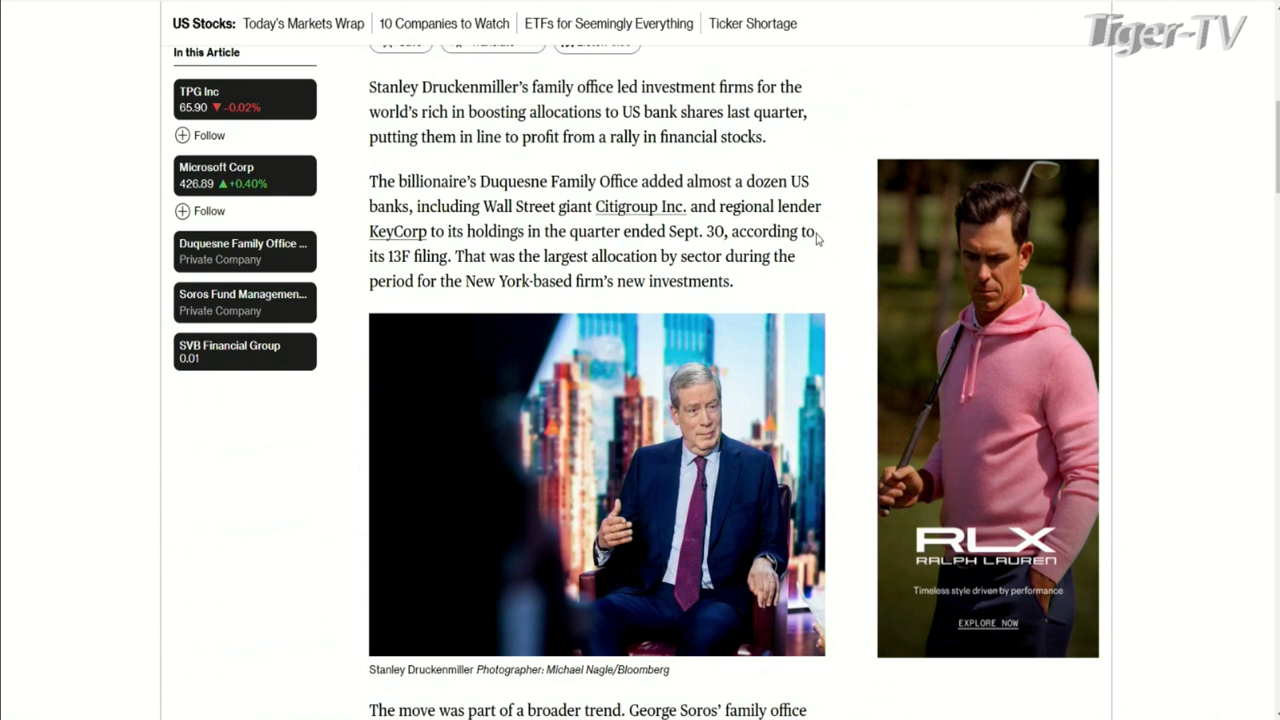 US Stocks: Today's Markets Wrap 10 Companies to Watch ETFs for Seemingly Everything Ticker Shortage
Tiger-TV
In this Article
TPG Inc
65.90 ▼ -0.02%
Follow
Microsoft Corp
426.89 ▲ +0.40%
Follow
Duquesne Family Office ...
Private Company
Soros Fund Managemen...
Private Company
SVB Financial Group
0.01
Stanley Druckenmiller’s family office led investment firms for the
world’s rich in boosting allocations to US bank shares last quarter,
putting them in line to profit from a rally in financial stocks.
The billionaire’s Duquesne Family Office added almost a dozen US
banks, including Wall Street giant Citigroup Inc. and regional lender
KeyCorp to its holdings in the quarter ended Sept. 30, according to
its 13F filing. That was the largest allocation by sector during the
period for the New York-based firm’s new investments.
Stanley Druckenmiller Photographer: Michael Nagle/Bloomberg
The move was part of a broader trend. George Soros’ family office
RLX
RALPH LAUREN
Timeless style driven by performance
EXPLORE NOW